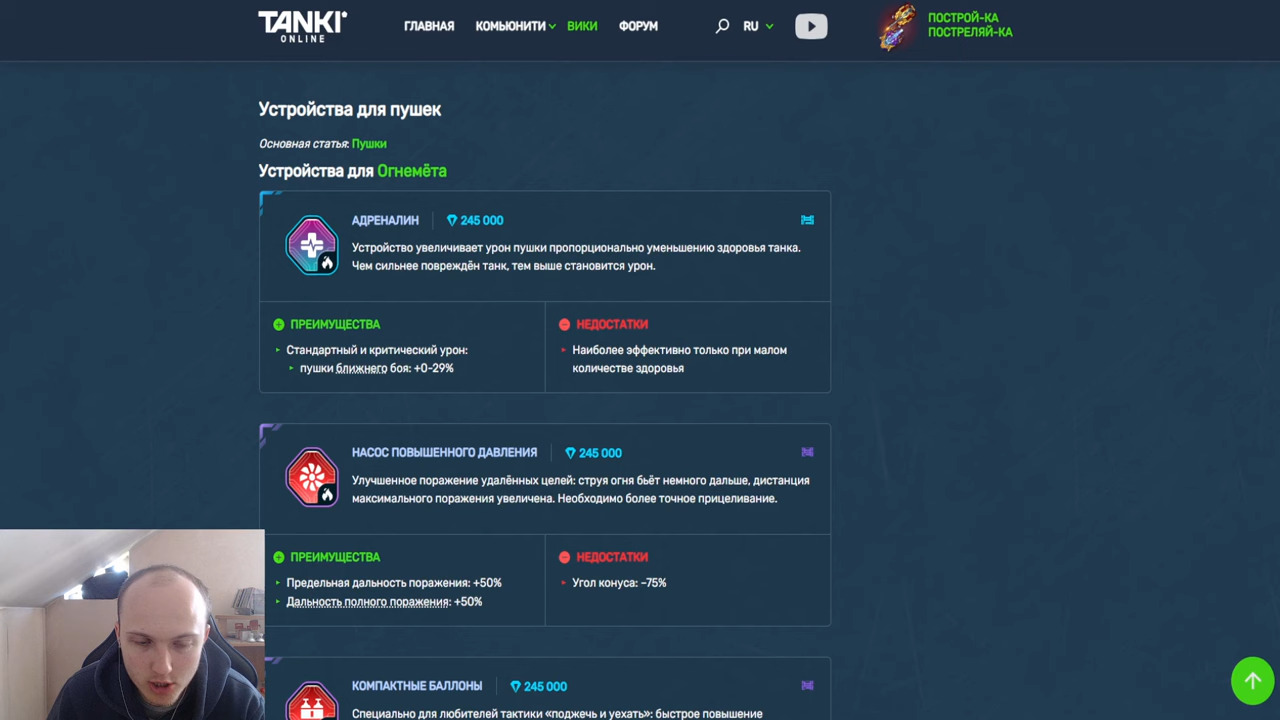 TANKI
ONLINE
ГЛАВНАЯ
КОМЬЮНИТИ
ВИКИ
ФОРУМ
RU
ПОСТРОЙ-КА
ПОСТРЕЛЯЙ-КА
Устройства для пушек
Основная статья: Пушки
Устройства для Огнемёта
АДРЕНАЛИН
245 000
Устройство увеличивает урон пушки пропорционально уменьшению здоровья танка.
Чем сильнее повреждён танк, тем выше становится урон.
ПРЕИМУЩЕСТВА
Стандартный и критический урон:
пушки ближнего боя: +0-29%
НЕДОСТАТКИ
Наиболее эффективно только при малом
количестве здоровья
НАСОС ПОВЫШЕННОГО ДАВЛЕНИЯ
245 000
Улучшенное поражение удалённых целей: струя огня бьёт немного дальше, дистанция
максимального поражения увеличена. Необходимо более точное прицеливание.
ПРЕИМУЩЕСТВА
Предельная дальность поражения: +50%
Дальность полного поражения: +50%
НЕДОСТАТКИ
Угол конуса: -75%
КОМПАКТНЫЕ БАЛЛОНЫ
245 000
Специально для любителей тактики «поджечь и уехать»: быстрое повышение